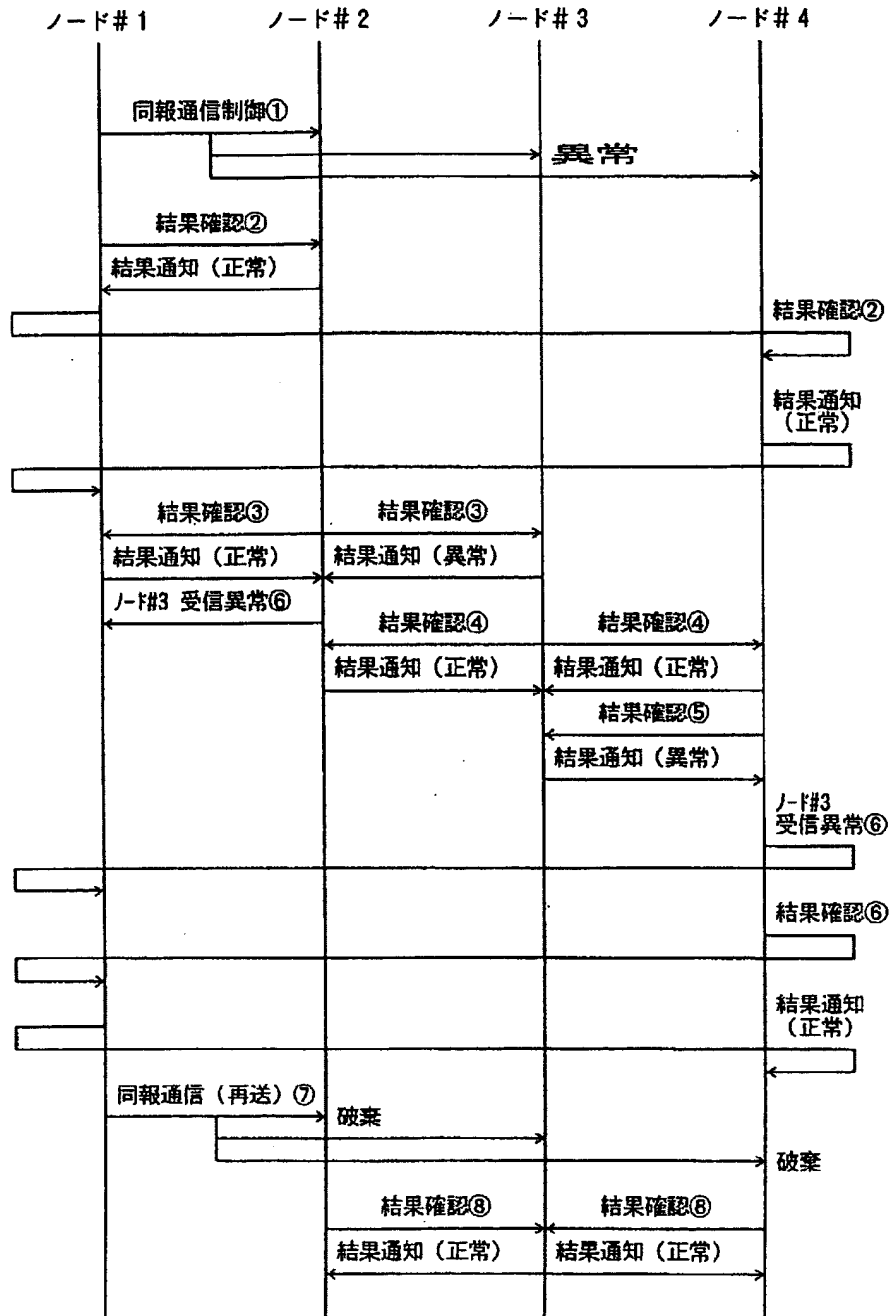 ノード#1
ノード#2
ノード#3
ノード#4
同報通信制御①
異常
結果確認②
結果通知（正常）
結果確認②
結果通知
（正常）
結果確認③
結果確認③
結果通知（正常）
結果通知（異常）
ノード#3 受信異常⑥
結果確認④
結果確認④
結果通知（正常）
結果通知（正常）
結果確認⑤
結果通知（異常）
ノード#3
受信異常⑥
結果確認⑥
結果通知
（正常）
同報通信（再送）⑦
破棄
破棄
結果確認⑧
結果確認⑧
結果通知（正常）
結果通知（正常）